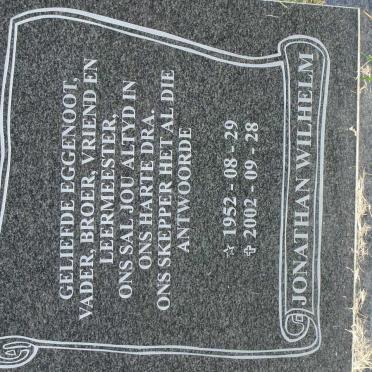 JONATHAN WILHELM
☆ 1952 - 08 - 29
✞ 2002 - 09 - 28
GELIEFDE EGGENOOT,
VADER, BROER, VRIEND EN
LEERMEESTER,
ONS SAL JOU ALTYD IN
ONS HARTE DRA.
ONS SKEPPER HET AL DIE
ANTWOORDE